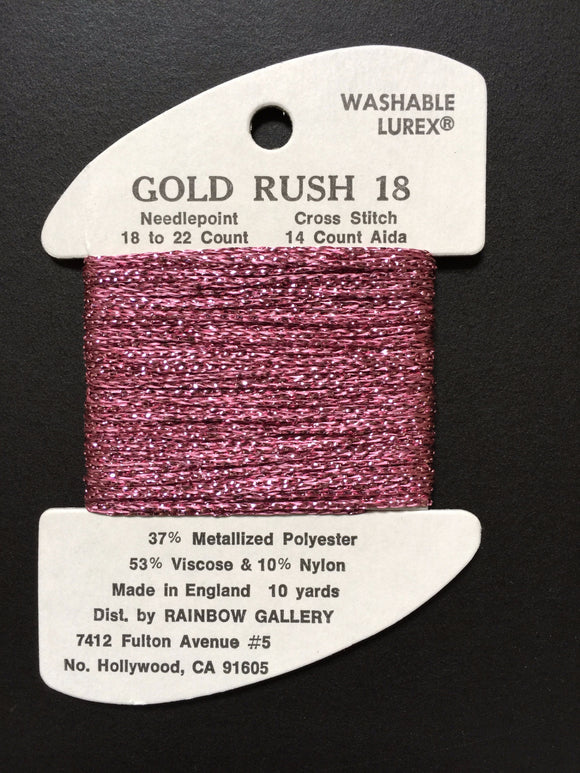 WASHABLE
LUREX®
GOLD RUSH 18
Needlepoint Cross Stitch
18 to 22 Count 14 Count Aida
37% Metallized Polyester
53% Viscose & 10% Nylon
Made in England 10 yards
Dist. by RAINBOW GALLERY
7412 Fulton Avenue #5
No. Hollywood, CA 91605